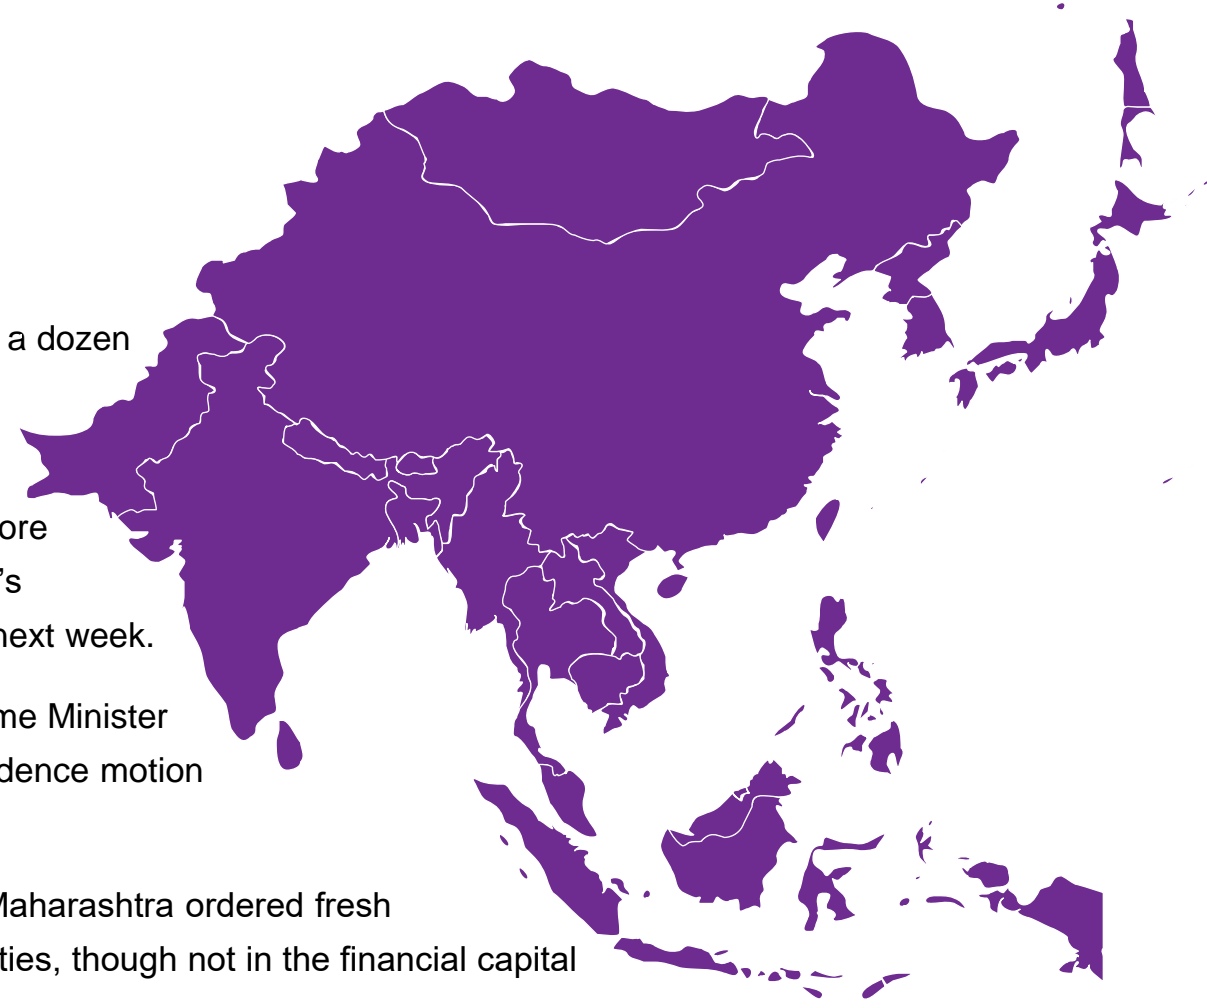 a dozen
ore
’s
next week.
me Minister
dence motion
Maharashtra ordered fresh
ties, though not in the financial capital